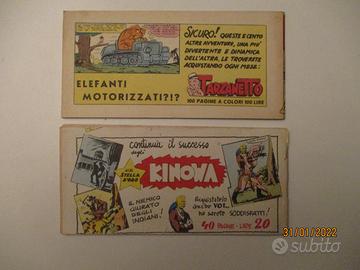 SICURO! QUESTE E CENTO
ALTRE AVVENTURE, UNA PIU'
DIVERTENTE E DINAMICA
DELL'ALTRA, LE TROVERETE
ACQUISTANDO OGNI MESE:
TARZANETTO
100 PAGINE A COLORI 100 LIRE
ELEFANTI
MOTORIZZATI?!?
continua il successo
degli
STELLA D'ORO
KINOWA
IL NEMICO
GIURATO
DEGLI
INDIANI!
Acquistatelo
anche VOI,
ne sarete SODDISFATTI!
40 PAGINE - LIRE 20
31/01/2022
subito